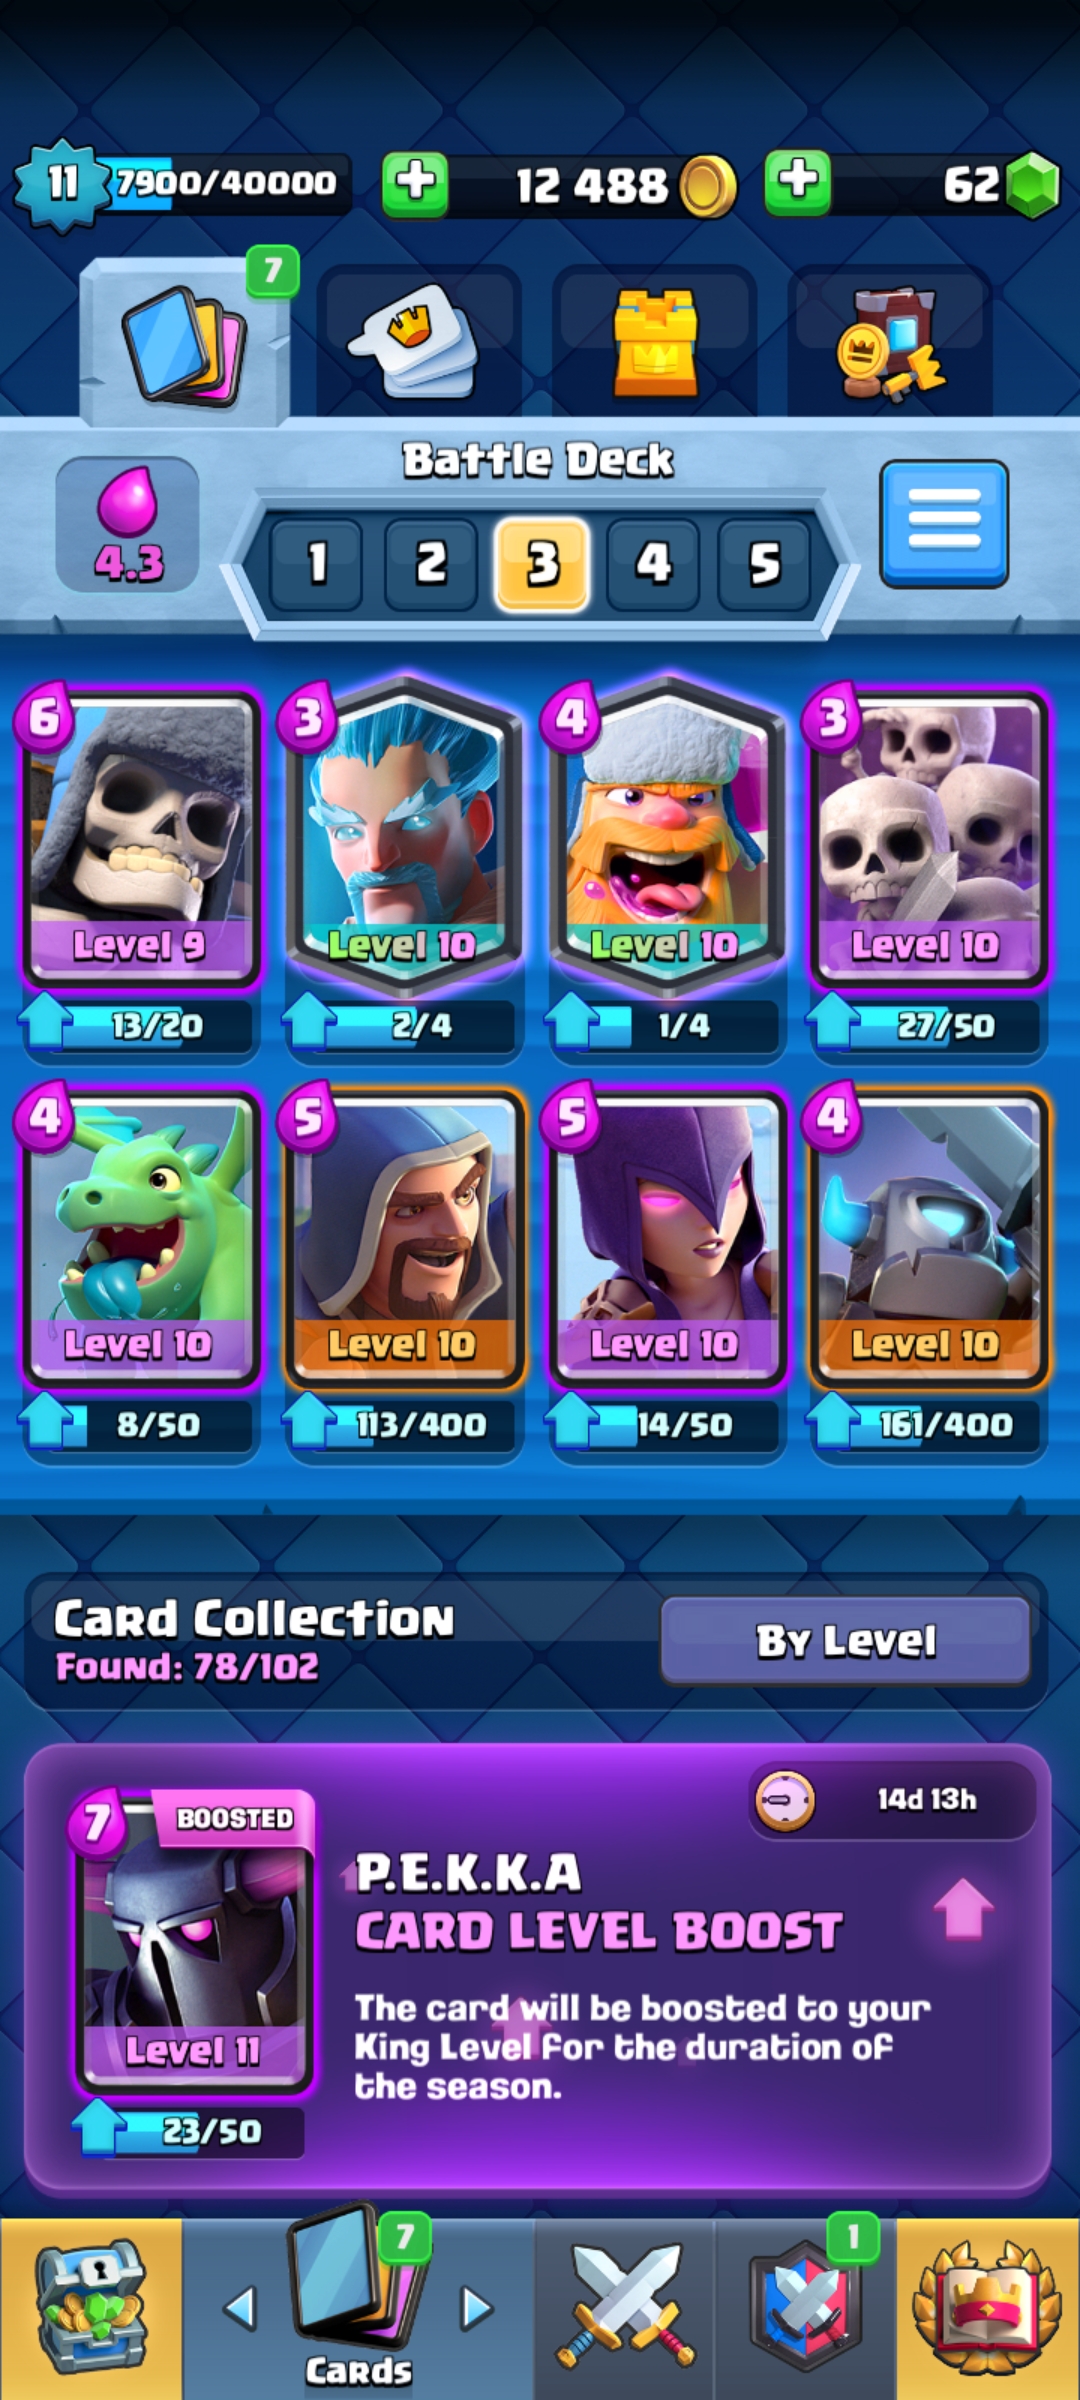 11
7900/40000
12 488
62
7
Battle Deck
4.3
1
2
3
4
5
6
3
4
3
Level 9
Level 10
Level 10
Level 10
13/20
2/4
1/4
27/50
4
5
5
4
Level 10
Level 10
Level 10
Level 10
8/50
113/400
14/50
161/400
Card Collection
Found: 78/102
By Level
14d 13h
7
BOOSTED
P.E.K.K.A
CARD LEVEL BOOST
The card will be boosted to your
King Level for the duration of
the season.
Level 11
23/50
7
1
Cards